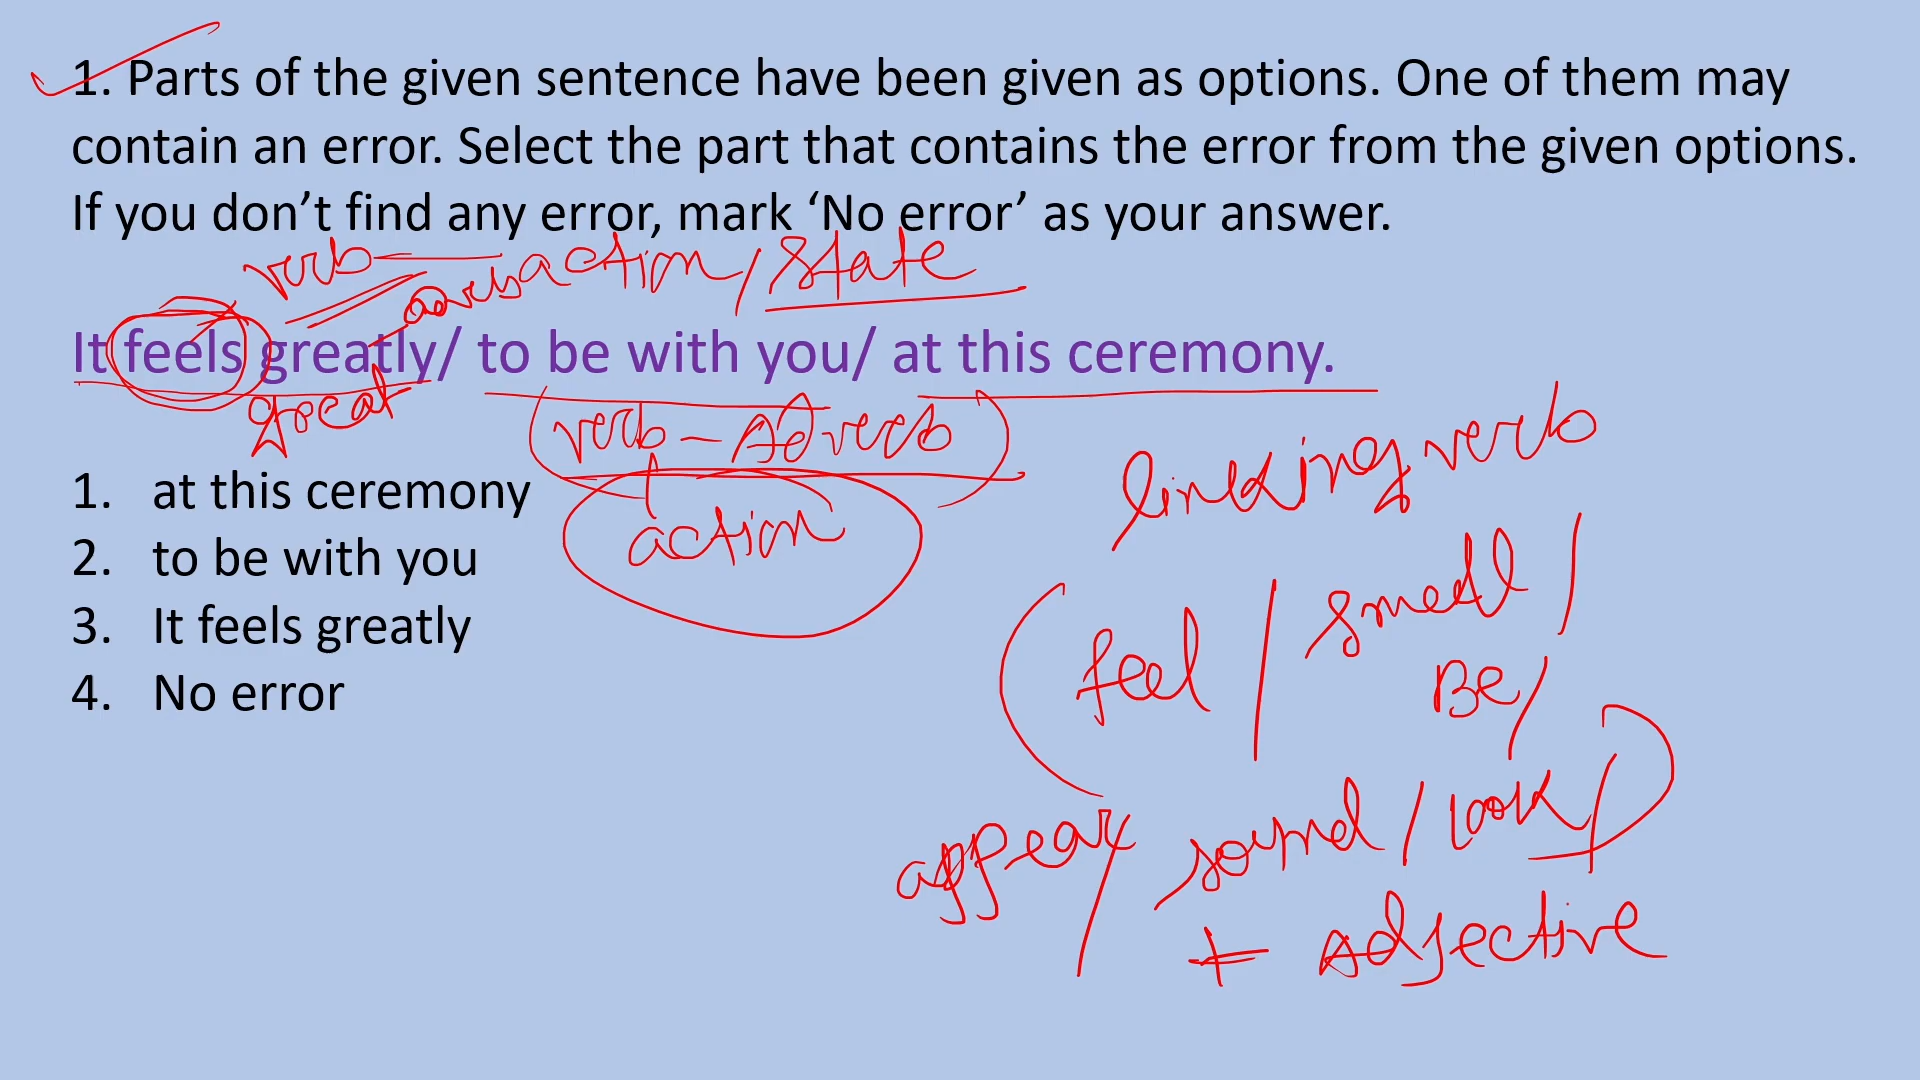 1. Parts of the given sentence have been given as options. One of them may
contain an error. Select the part that contains the error from the given options.
If you don’t find any error, mark ‘No error’ as your answer.
verb action / State
adverb
It feels greatly/ to be with you/ at this ceremony.
great
verb - Adverb
linking verb
1. at this ceremony
action
2. to be with you
3. It feels greatly
4. No error
feel / smell /
Be /
appear / sound / look /
+ Adjective